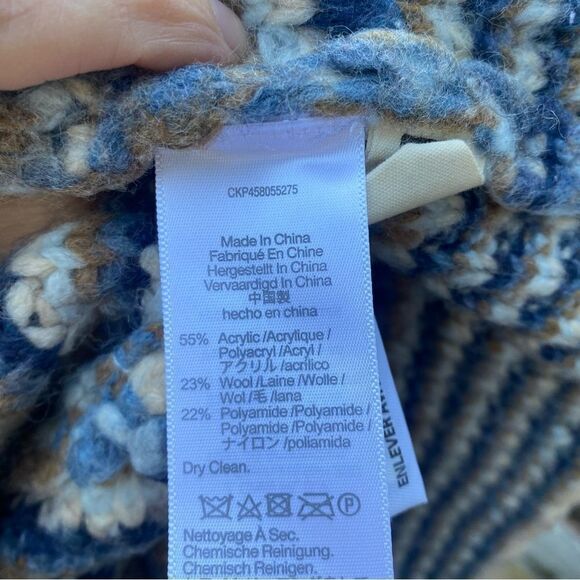 CKP458055275
Made In China
Fabriqué En Chine
Hergestellt In China
Vervaardigd In China
中国製
hecho en china
55% Acrylic /Acrylique /
Polyacryl /Acryl /
アクリル /acrílico
23% Wool /Laine /Wolle /
Wol /毛 /lana
22% Polyamide /Polyamide /
Polyamid /Polyamide /
ナイロン /poliamida
Dry Clean.
P
Nettoyage À Sec.
Chemische Reinigung.
Chemisch Reinigen.
ENLEVER